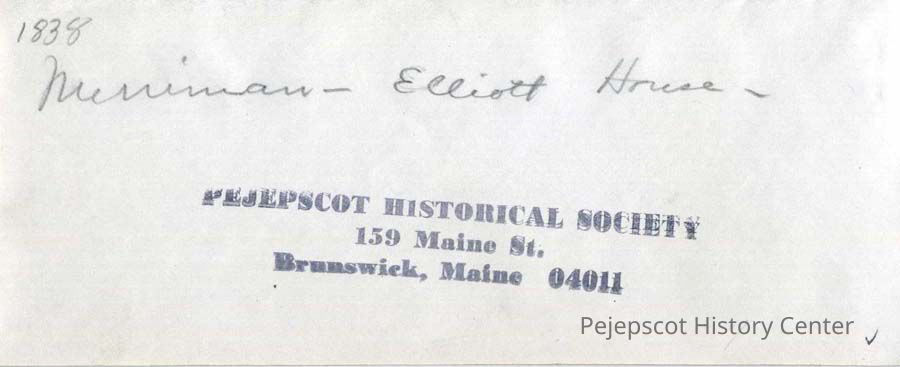 1838
Merriman - Elliott House -
PEJEPSCOT HISTORICAL SOCIETY
159 Maine St.
Brunswick, Maine 04011
Pejepscot History Center